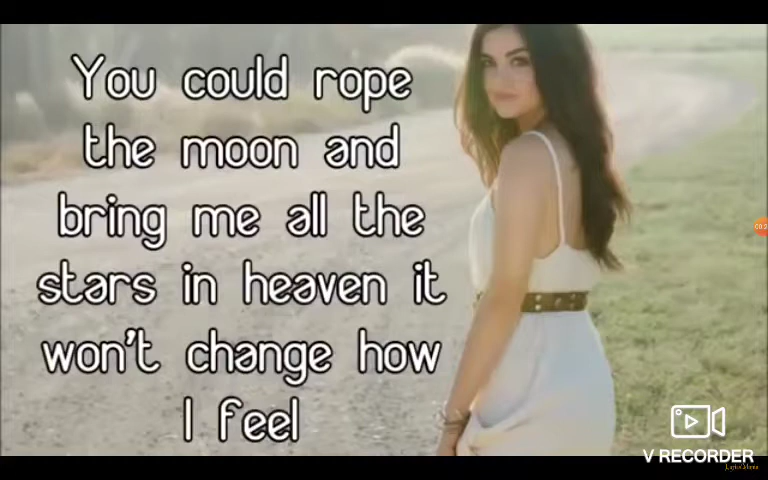 You could rope
the moon and
bring me all the
stars in heaven it
won't change how
I feel
V RECORDER